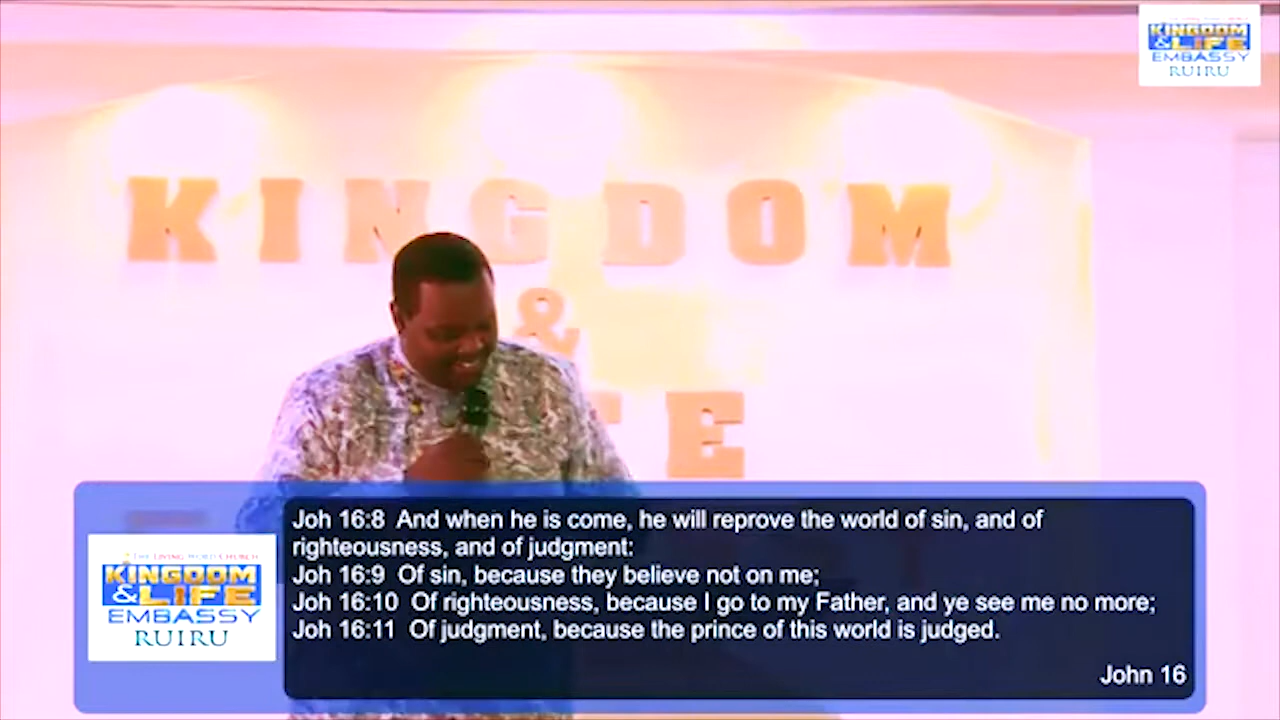 KINGDOM
& LIFE
EMBASSY
RUIRU
KINGDOM
&
E
Joh 16:8 And when he is come, he will reprove the world of sin, and of
righteousness, and of judgment:
Joh 16:9 Of sin, because they believe not on me;
Joh 16:10 Of righteousness, because I go to my Father, and ye see me no more;
Joh 16:11 Of judgment, because the prince of this world is judged.
John 16
THE LIVING WORD CHURCH
KINGDOM
& LIFE
EMBASSY
RUIRU